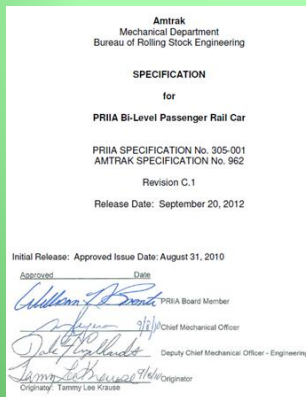 Amtrak
Mechanical Department
Bureau of Rolling Stock Engineering
SPECIFICATION
for
PRIIA Bi-Level Passenger Rail Car
PRIIA SPECIFICATION No. 305-001
AMTRAK SPECIFICATION No. 962
Revision C.1
Release Date: September 20, 2012
Initial Release: Approved Issue Date: August 31, 2010
Approved Date
PRIIA Board Member
Chief Mechanical Officer
Deputy Chief Mechanical Officer - Engineering
Tammy Lee Krause Originator
Originator: Tammy Lee Krause